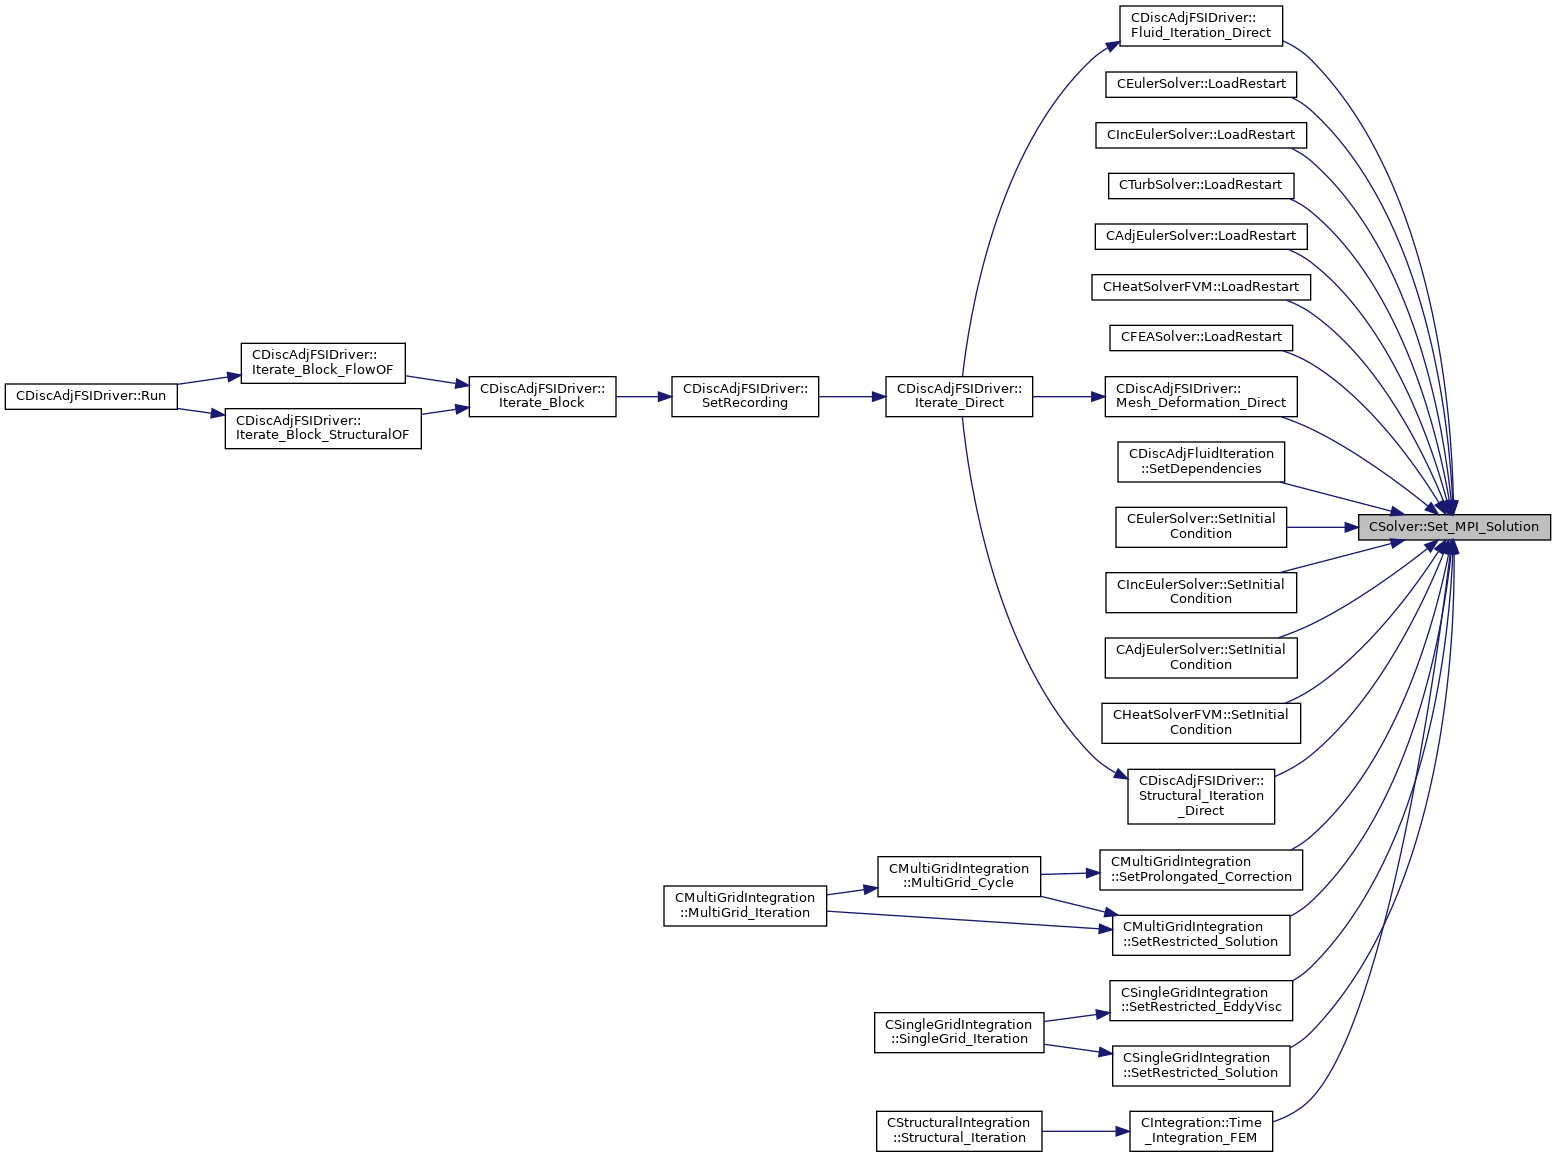 CDiscAdjFSIDriver::
Fluid_Iteration_Direct
CEulerSolver::LoadRestart
CIncEulerSolver::LoadRestart
CTurbSolver::LoadRestart
CAdjEulerSolver::LoadRestart
CHeatSolverFVM::LoadRestart
CFEASolver::LoadRestart
CDiscAdjFSIDriver::Run
CDiscAdjFSIDriver::
Iterate_Block_FlowOF
CDiscAdjFSIDriver::
Iterate_Block_StructuralOF
CDiscAdjFSIDriver::
Iterate_Block
CDiscAdjFSIDriver::
SetRecording
CDiscAdjFSIDriver::
Iterate_Direct
CDiscAdjFSIDriver::
Mesh_Deformation_Direct
CDiscAdjFluidIteration
::SetDependencies
CEulerSolver::SetInitial
Condition
CSolver::Set_MPI_Solution
CIncEulerSolver::SetInitial
Condition
CAdjEulerSolver::SetInitial
Condition
CHeatSolverFVM::SetInitial
Condition
CDiscAdjFSIDriver::
Structural_Iteration
_Direct
CMultiGridIntegration
::MultiGrid_Iteration
CMultiGridIntegration
::MultiGrid_Cycle
CMultiGridIntegration
::SetProlongated_Correction
CMultiGridIntegration
::SetRestricted_Solution
CSingleGridIntegration
::SingleGrid_Iteration
CSingleGridIntegration
::SetRestricted_EddyVisc
CSingleGridIntegration
::SetRestricted_Solution
CStructuralIntegration
::Structural_Iteration
CIntegration::Time
_Integration_FEM